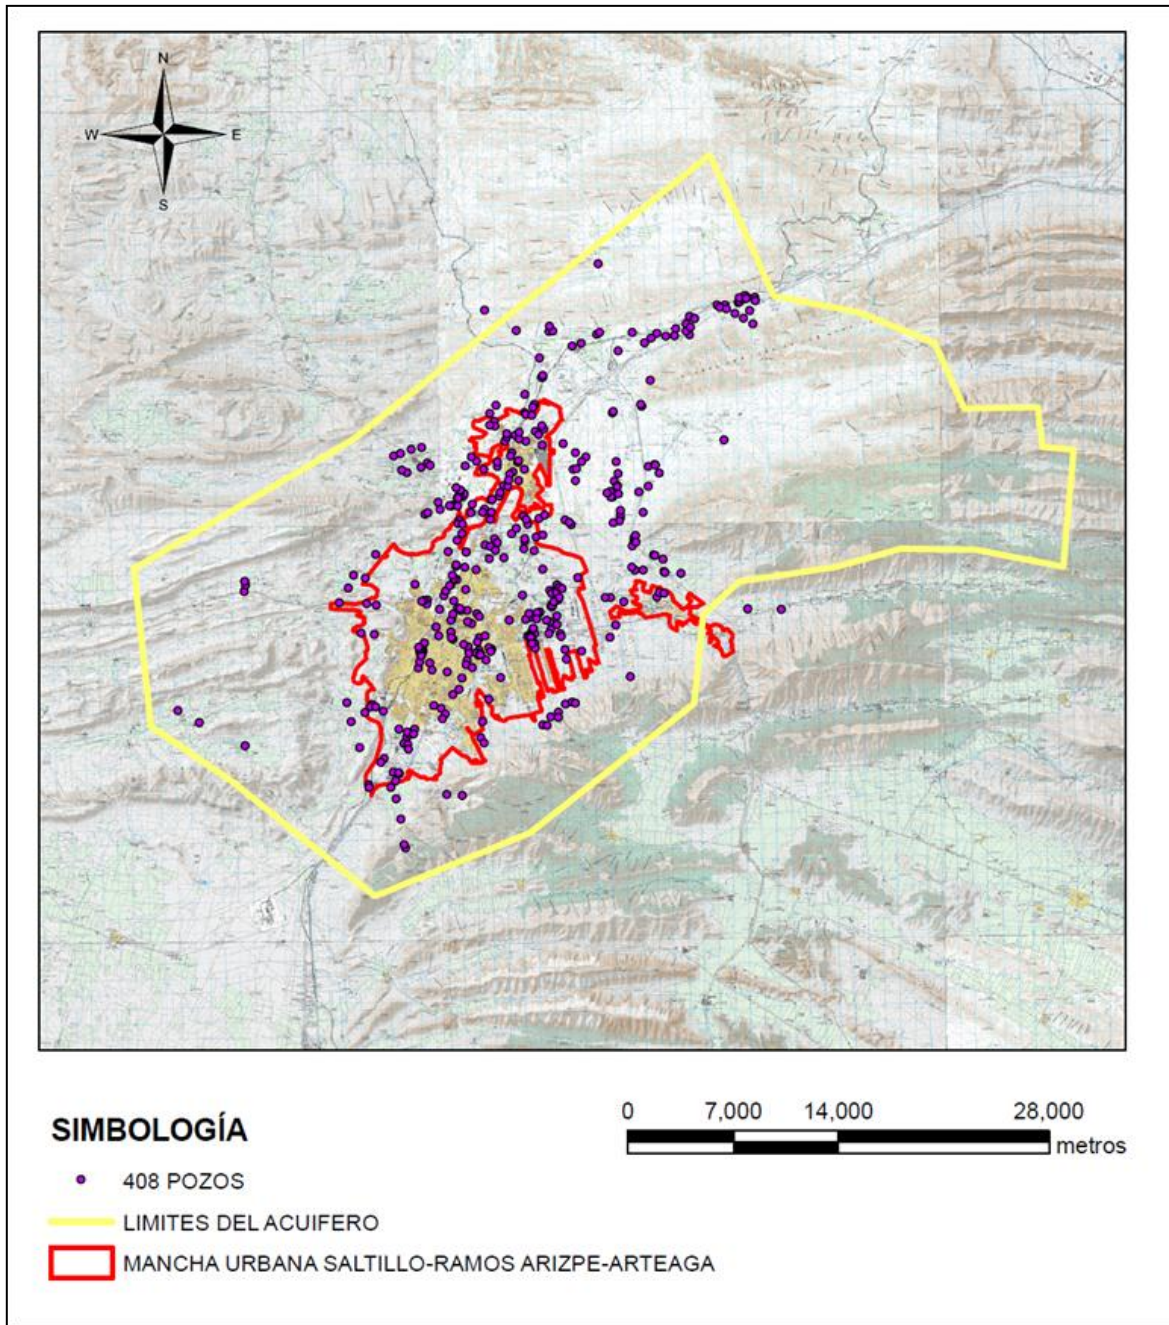 N
W E
S
SIMBOLOGÍA
408 POZOS
LIMITES DEL ACUIFERO
MANCHA URBANA SALTILLO-RAMOS ARIZPE-ARTEAGA
0 7,000 14,000 28,000
metros